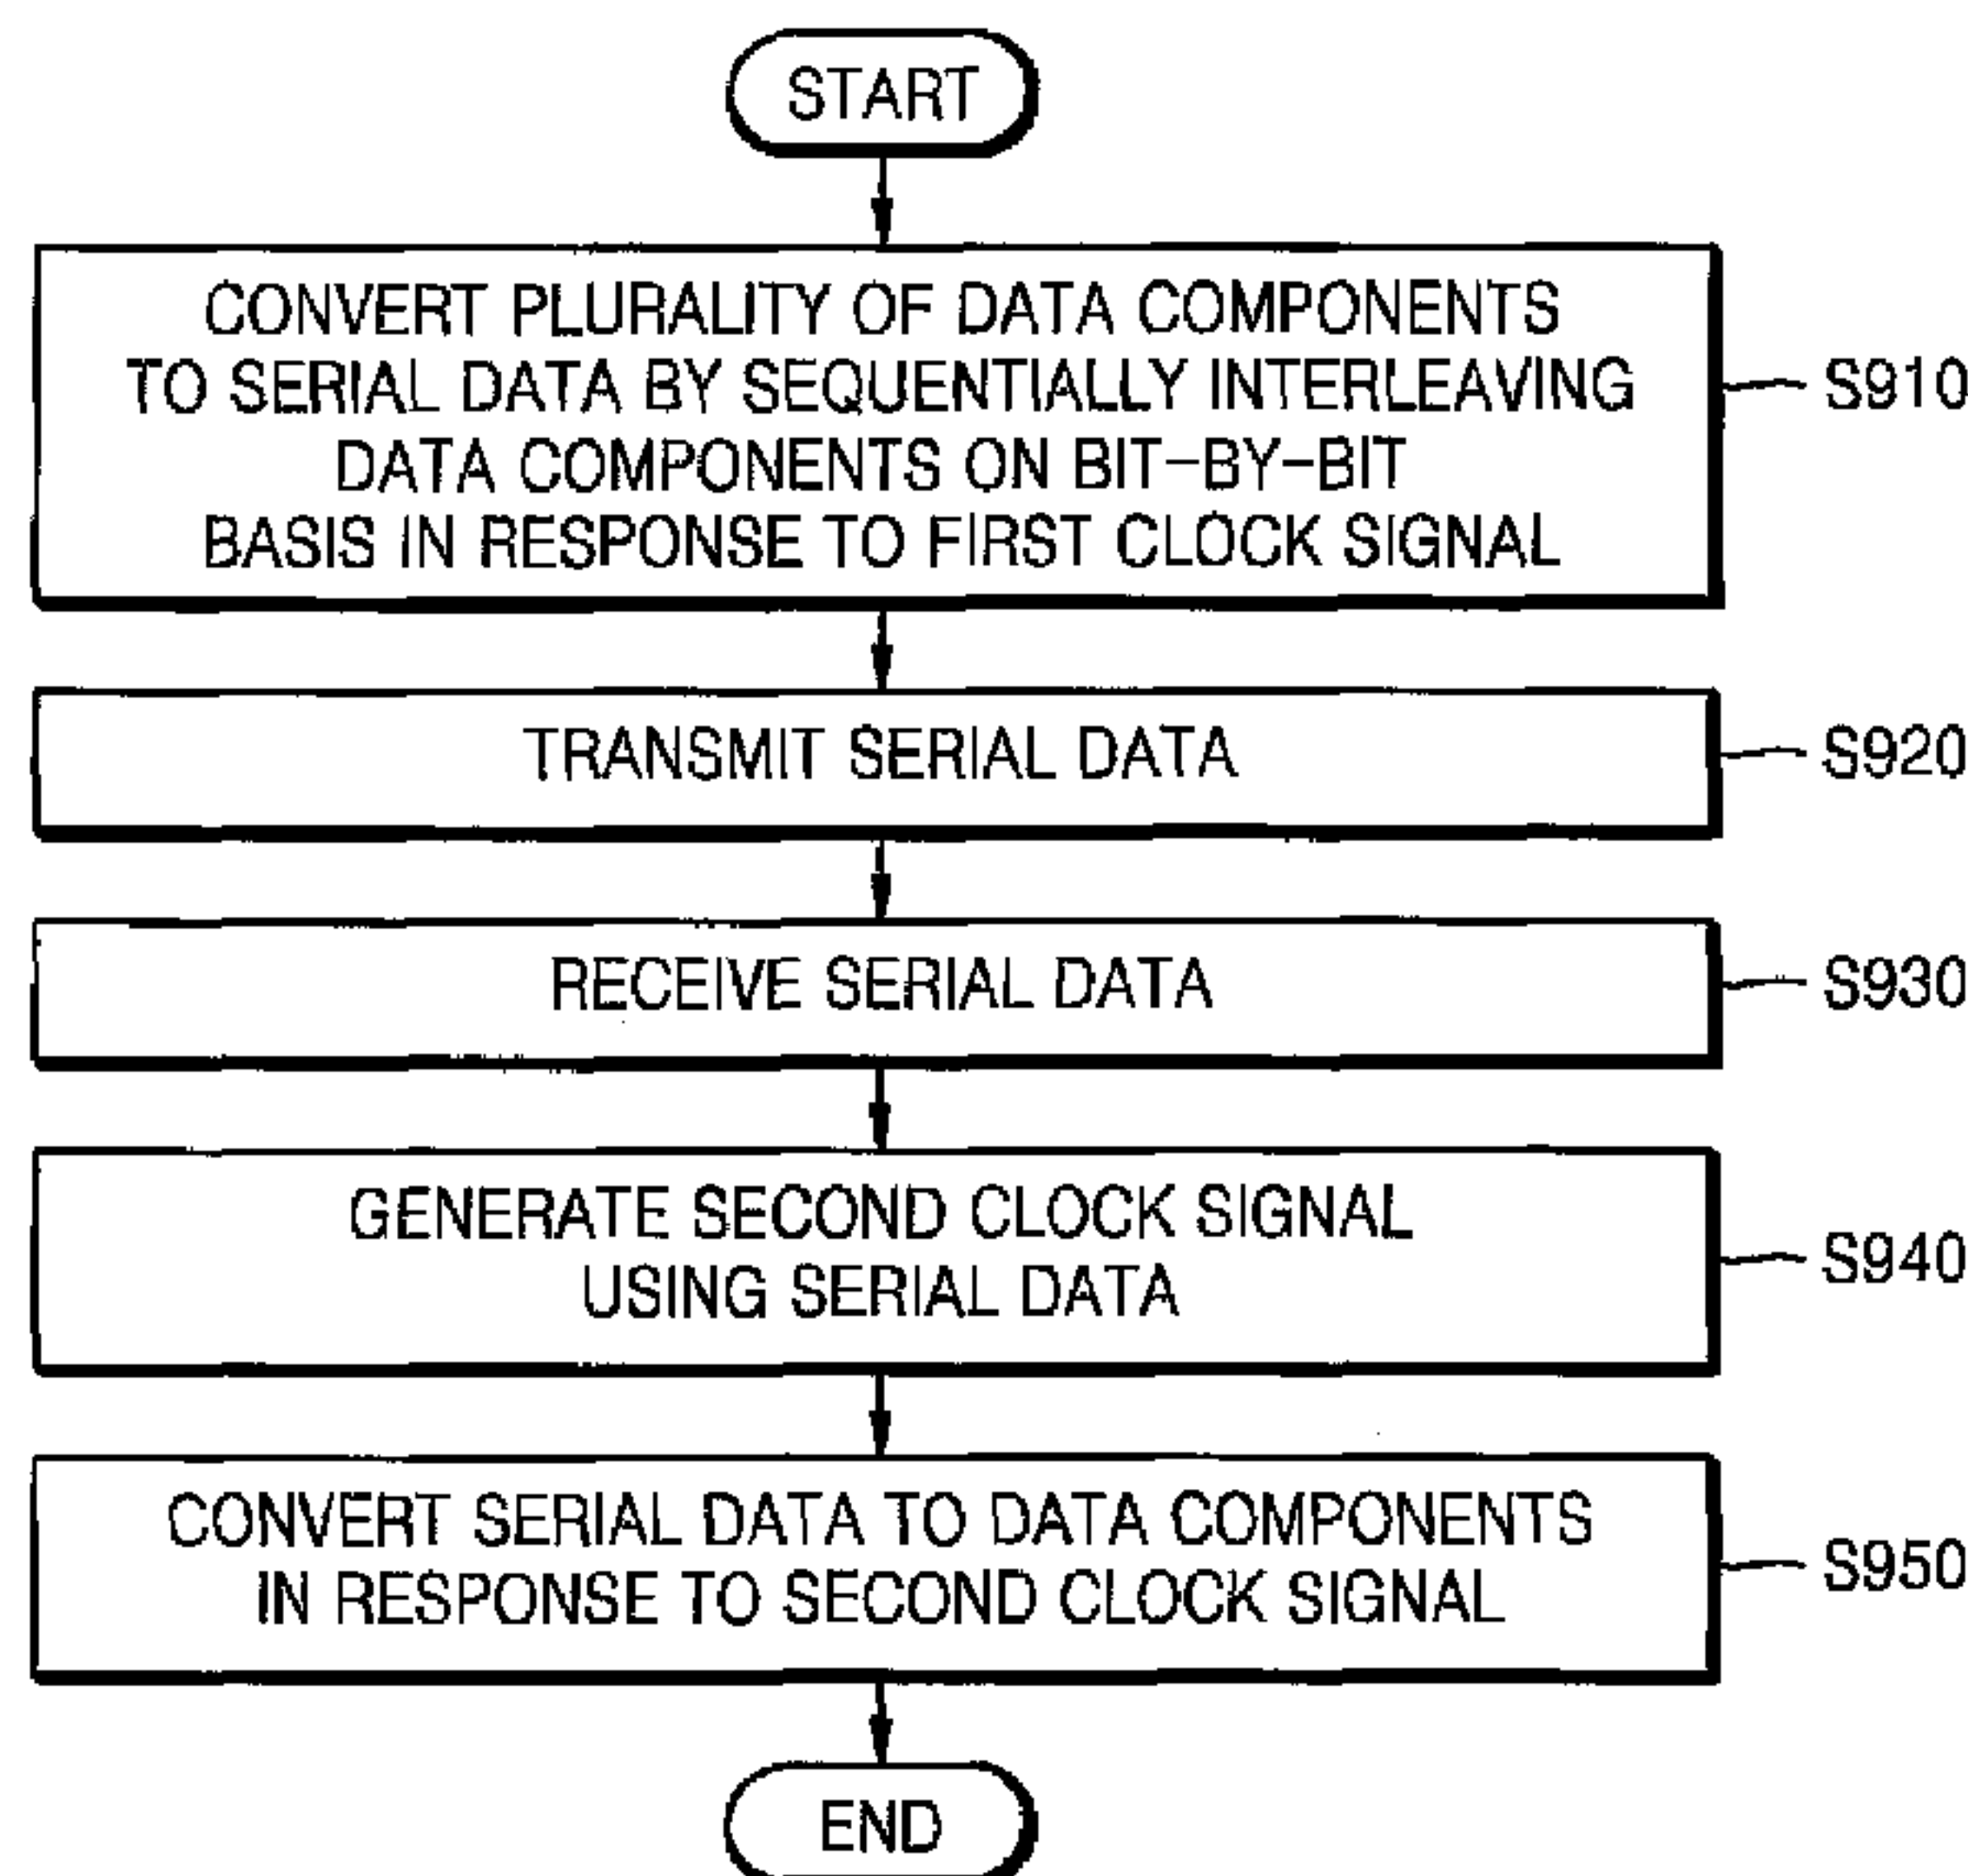 START
CONVERT PLURALITY OF DATA COMPONENTS
TO SERIAL DATA BY SEQUENTIALLY INTERLEAVING
DATA COMPONENTS ON BIT-BY-BIT
BASIS IN RESPONSE TO FIRST CLOCK SIGNAL
S910
TRANSMIT SERIAL DATA
S920
RECEIVE SERIAL DATA
S930
GENERATE SECOND CLOCK SIGNAL
USING SERIAL DATA
S940
CONVERT SERIAL DATA TO DATA COMPONENTS
IN RESPONSE TO SECOND CLOCK SIGNAL
S950
END